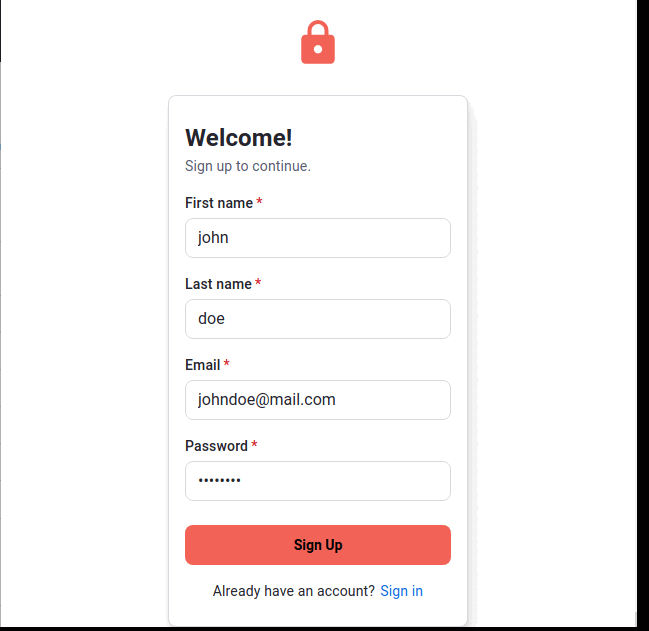 Welcome!
Sign up to continue.
First name *
john
Last name *
doe
Email *
johndoe@mail.com
Password *
••••••••
Sign Up
Already have an account? Sign in